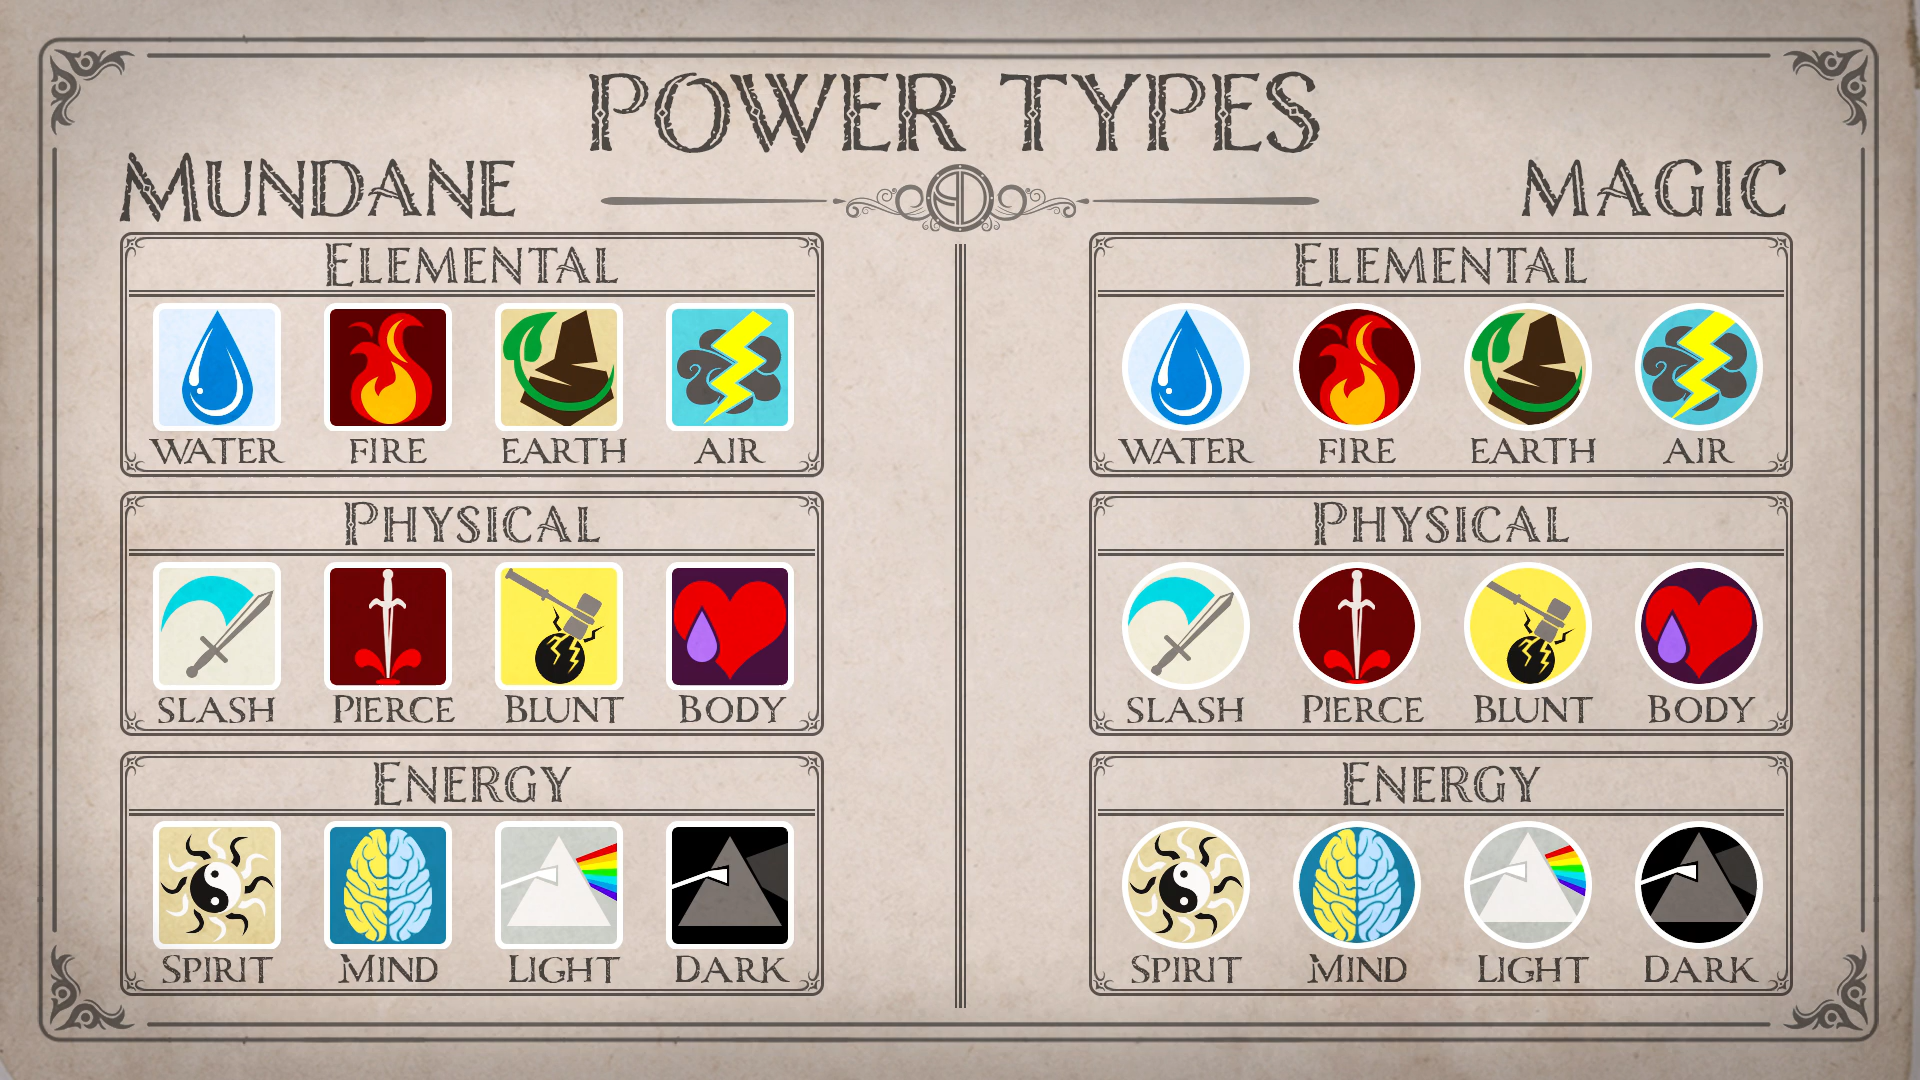 POWER TYPES
MUNDANE
ELEMENTAL
WATER FIRE EARTH AIR
PHYSICAL
SLASH PIERCE BLUNT BODY
ENERGY
SPIRIT MIND LIGHT DARK
MAGIC
ELEMENTAL
WATER FIRE EARTH AIR
PHYSICAL
SLASH PIERCE BLUNT BODY
ENERGY
SPIRIT MIND LIGHT DARK